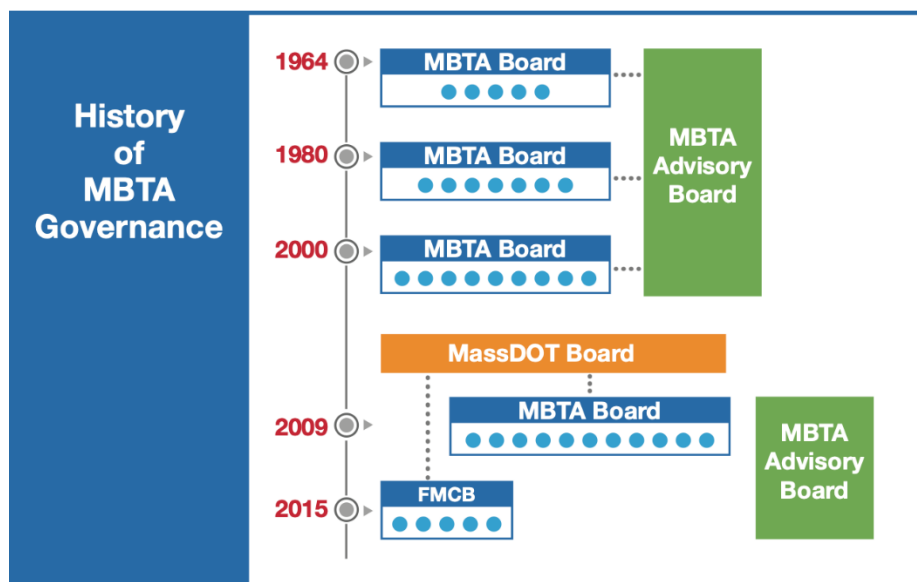 History
of
MBTA
Governance
1964
MBTA Board
1980
MBTA Board
2000
MBTA Board
MBTA
Advisory
Board
MassDOT Board
2009
MBTA Board
MBTA
Advisory
Board
2015
FMCB